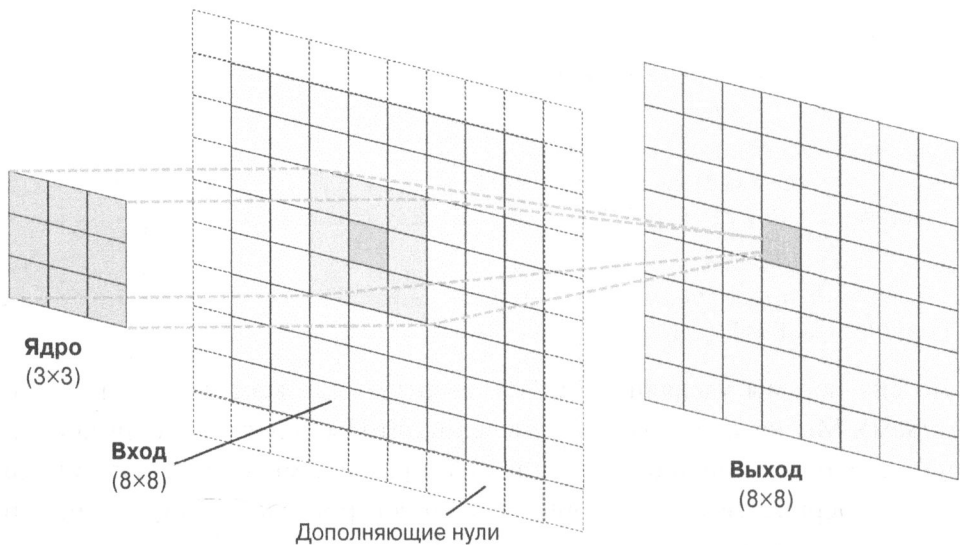 Ядро
(3×3)
Вход
(8×8)
Дополняющие нули
Выход
(8×8)